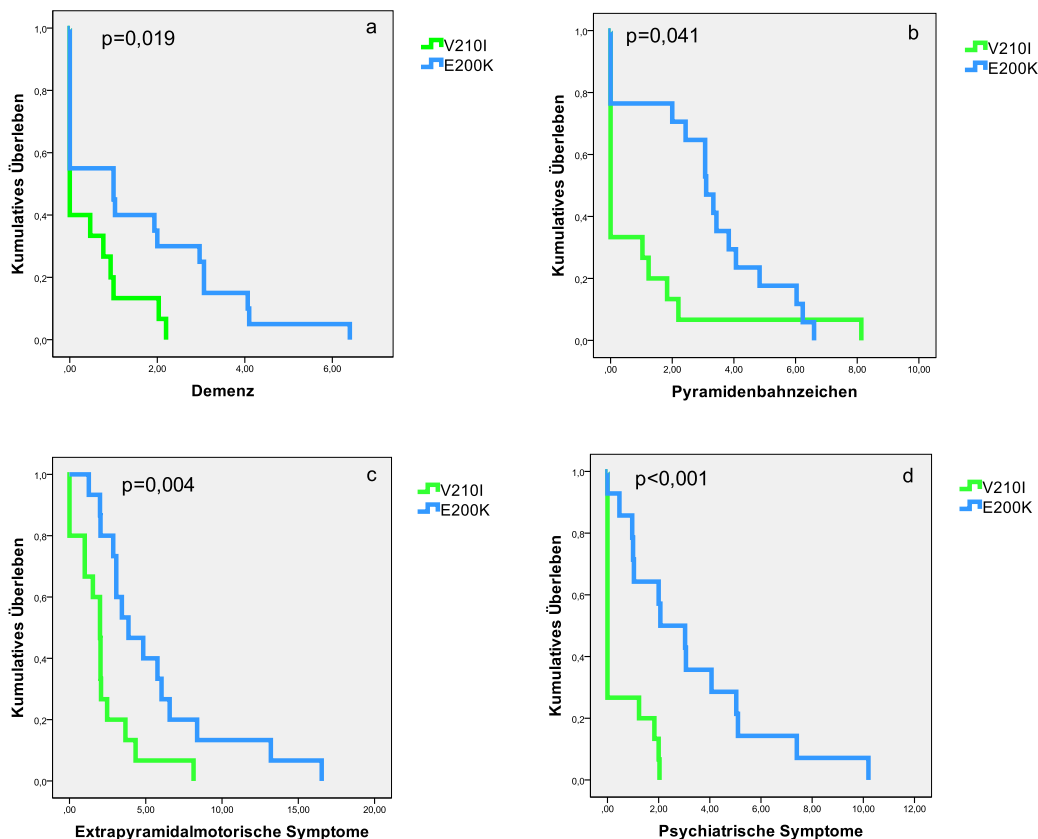 p=0,019
a
V210I
E200K
Kumulatives Überleben
1,0
0,8
0,6
0,4
0,2
0,0
,00
2,00
4,00
6,00
Demenz
p=0,041
b
V210I
E200K
Kumulatives Überleben
1,0
0,8
0,6
0,4
0,2
0,0
,00
2,00
4,00
6,00
8,00
10,00
Pyramidenbahnzeichen
p=0,004
c
V210I
E200K
Kumulatives Überleben
1,0
0,8
0,6
0,4
0,2
0,0
,00
5,00
10,00
15,00
20,00
Extrapyramidalmotorische Symptome
p<0,001
d
V210I
E200K
Kumulatives Überleben
1,0
0,8
0,6
0,4
0,2
0,0
,00
2,00
4,00
6,00
8,00
10,00
12,00
Psychiatrische Symptome